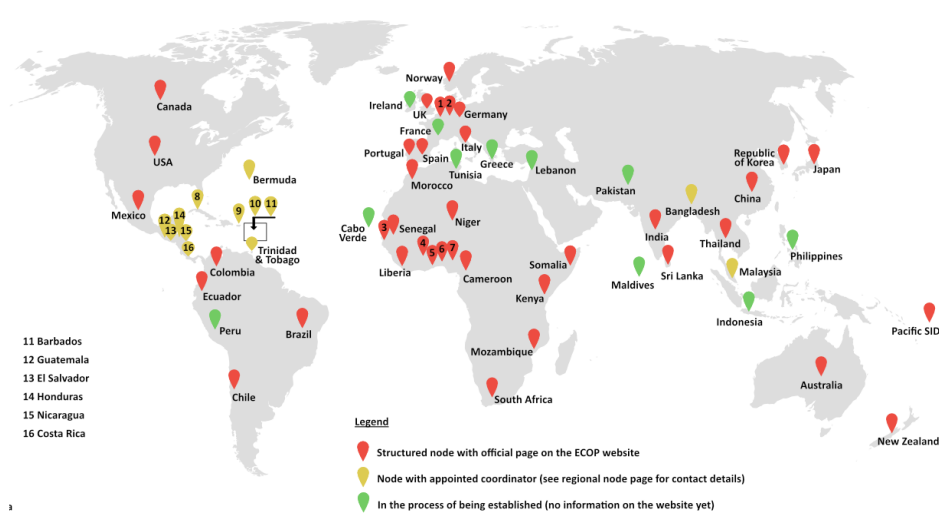 Norway
Canada
Ireland
UK
1
2
Germany
France
USA
Portugal
Spain
Italy
Greece
Tunisia
Lebanon
Republic
of Korea
Japan
Bermuda
Morocco
Pakistan
China
Mexico
8
9
10
11
Bangladesh
12
14
13
15
16
Cabo
Verde
3
Senegal
Niger
India
Thailand
Trinidad
& Tobago
4
5
6
7
Philippines
Colombia
Liberia
Cameroon
Somalia
Sri Lanka
Malaysia
Maldives
Ecuador
Kenya
Indonesia
Peru
Brazil
Pacific SID
Mozambique
11 Barbados
12 Guatemala
13 El Salvador
14 Honduras
15 Nicaragua
16 Costa Rica
Chile
South Africa
Australia
New Zealand
Legend
Structured node with official page on the ECOP website
Node with appointed coordinator (see regional node page for contact details)
In the process of being established (no information on the website yet)
a